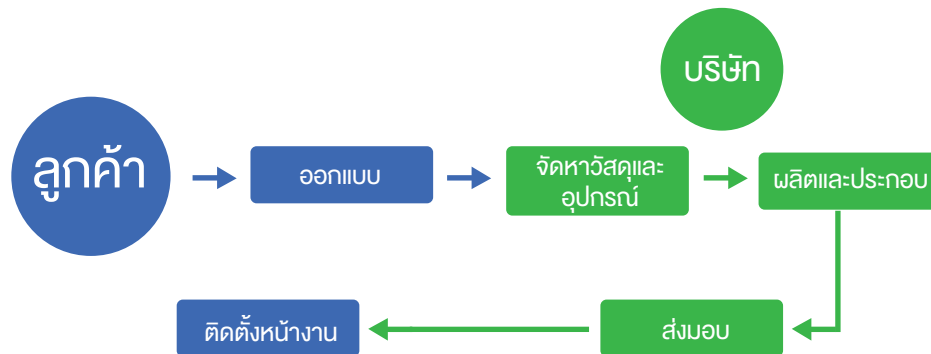 บริษัท
ลูกค้า
ออกแบบ
จัดหาวัสดุและ
อุปกรณ์
ผลิตและประกอบ
ติดตั้งหน้างาน
ส่งมอบ